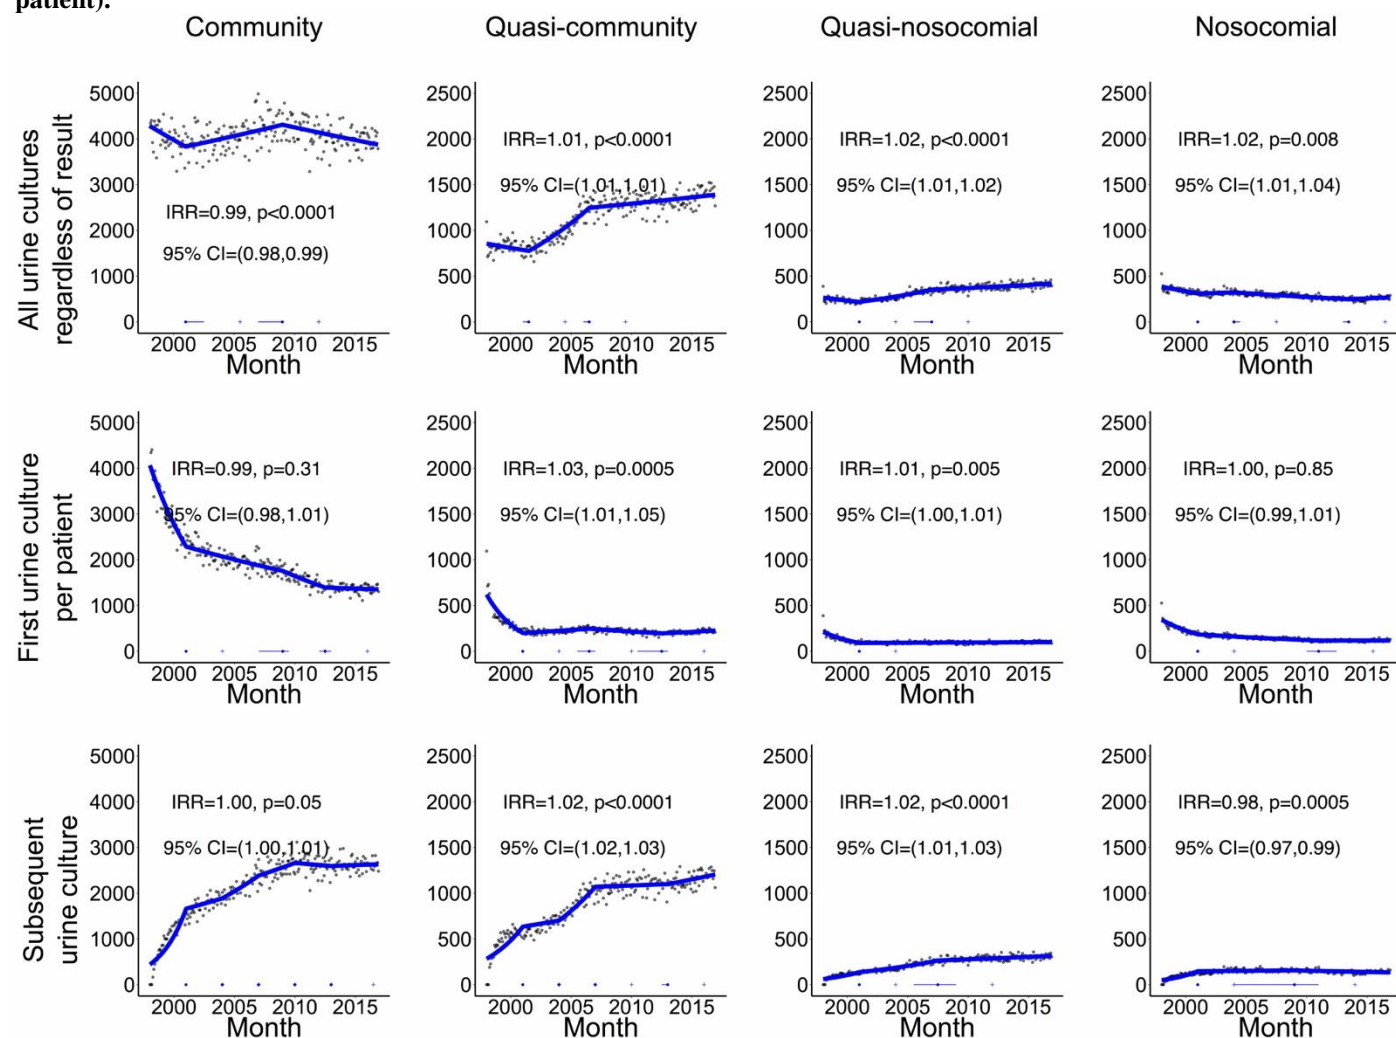 patient).
Community Quasi-community Quasi-nosocomial Nosocomial
All urine cultures
regardless of result
5000
4000
3000
2000
1000
0
IRR=0.99, p<0.0001
95% CI=(0.98,0.99)
2000 2005 2010 2015
Month
2500
2000
1500
1000
500
0
IRR=1.01, p<0.0001
95% CI=(1.01,1.01)
2000 2005 2010 2015
Month
2500
2000
1500
1000
500
0
IRR=1.02, p<0.0001
95% CI=(1.01,1.02)
2000 2005 2010 2015
Month
2500
2000
1500
1000
500
0
IRR=1.02, p=0.008
95% CI=(1.01,1.04)
2000 2005 2010 2015
Month
First urine culture
per patient
5000
4000
3000
2000
1000
0
IRR=0.99, p=0.31
95% CI=(0.98,1.01)
2000 2005 2010 2015
Month
2500
2000
1500
1000
500
0
IRR=1.03, p=0.0005
95% CI=(1.01,1.05)
2000 2005 2010 2015
Month
2500
2000
1500
1000
500
0
IRR=1.01, p=0.005
95% CI=(1.00,1.01)
2000 2005 2010 2015
Month
2500
2000
1500
1000
500
0
IRR=1.00, p=0.85
95% CI=(0.99,1.01)
2000 2005 2010 2015
Month
Subsequent
urine culture
5000
4000
3000
2000
1000
0
IRR=1.00, p=0.05
95% CI=(1.00,1.01)
2000 2005 2010 2015
Month
2500
2000
1500
1000
500
0
IRR=1.02, p<0.0001
95% CI=(1.02,1.03)
2000 2005 2010 2015
Month
2500
2000
1500
1000
500
0
IRR=1.02, p<0.0001
95% CI=(1.01,1.03)
2000 2005 2010 2015
Month
2500
2000
1500
1000
500
0
IRR=0.98, p=0.0005
95% CI=(0.97,0.99)
2000 2005 2010 2015
Month